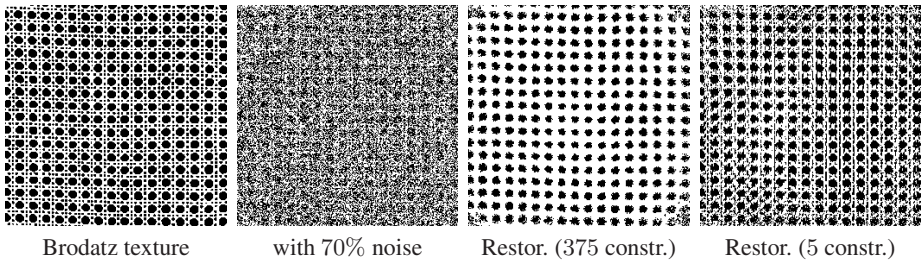 Brodatz texture
with 70% noise
Restor. (375 constr.)
Restor. (5 constr.)